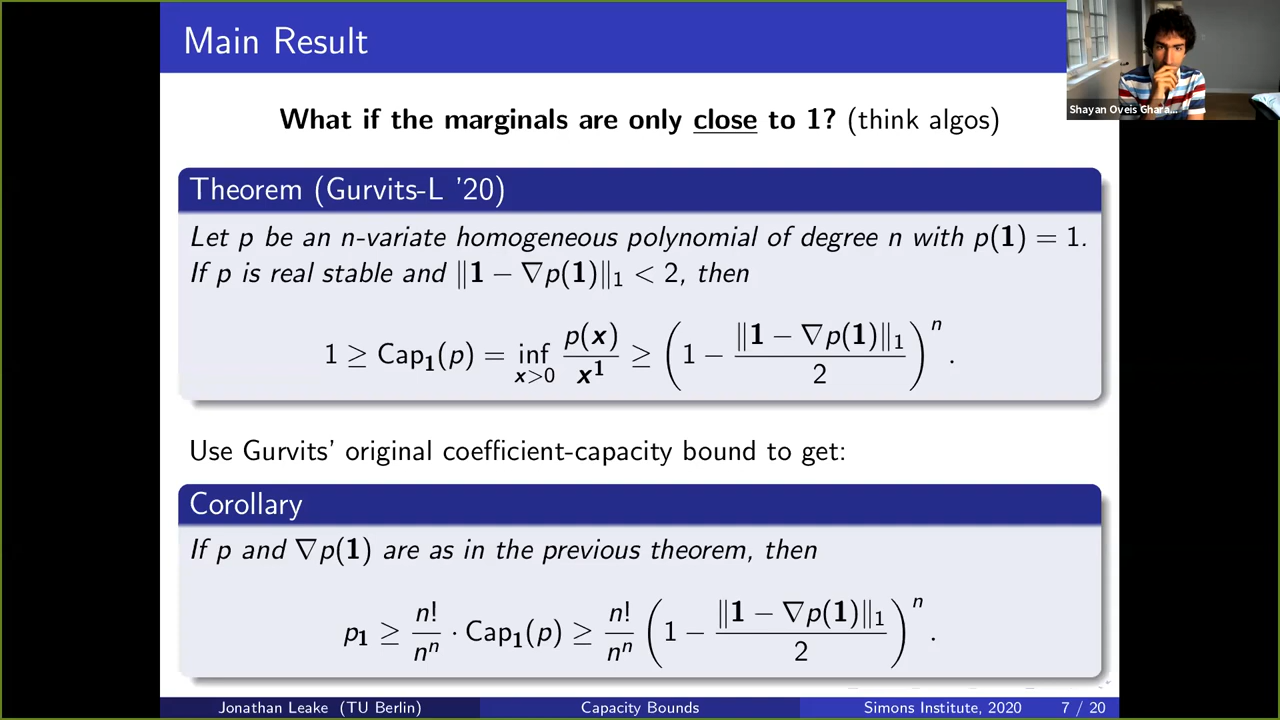 Main Result
Shayan Oveis Ghara...
What if the marginals are only close to 1? (think algos)
Theorem (Gurvits-L '20)
Let p be an n-variate homogeneous polynomial of degree n with p(1) = 1.
If p is real stable and ‖1 − ∇p(1)‖₁ < 2, then
1 ≥ Cap₁(p) = inf_{x>0} p(x)/x¹ ≥ (1 − ‖1 − ∇p(1)‖₁/2)ⁿ.
Use Gurvits' original coefficient-capacity bound to get:
Corollary
If p and ∇p(1) are as in the previous theorem, then
p₁ ≥ n!/nⁿ · Cap₁(p) ≥ n!/nⁿ (1 − ‖1 − ∇p(1)‖₁/2)ⁿ.
Jonathan Leake (TU Berlin) Capacity Bounds Simons Institute, 2020 7 / 20